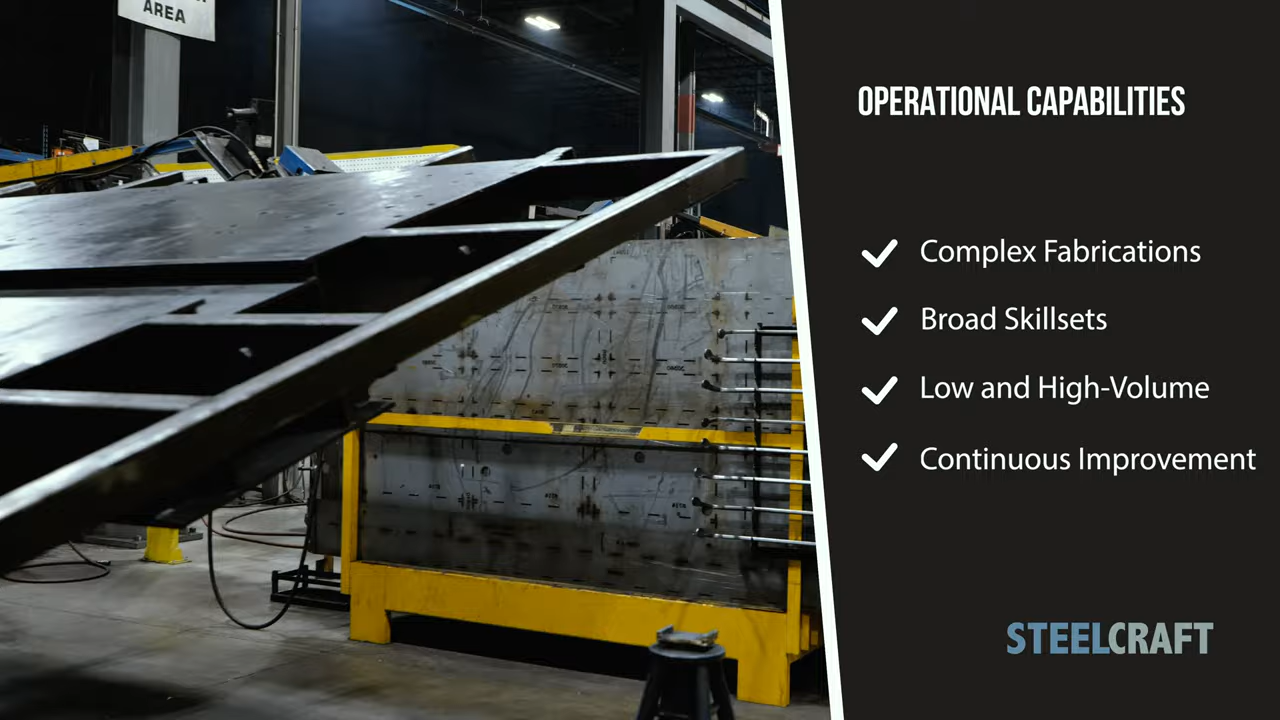 AREA
OPERATIONAL CAPABILITIES
Complex Fabrications
Broad Skillsets
Low and High-Volume
Continuous Improvement
STEELCRAFT